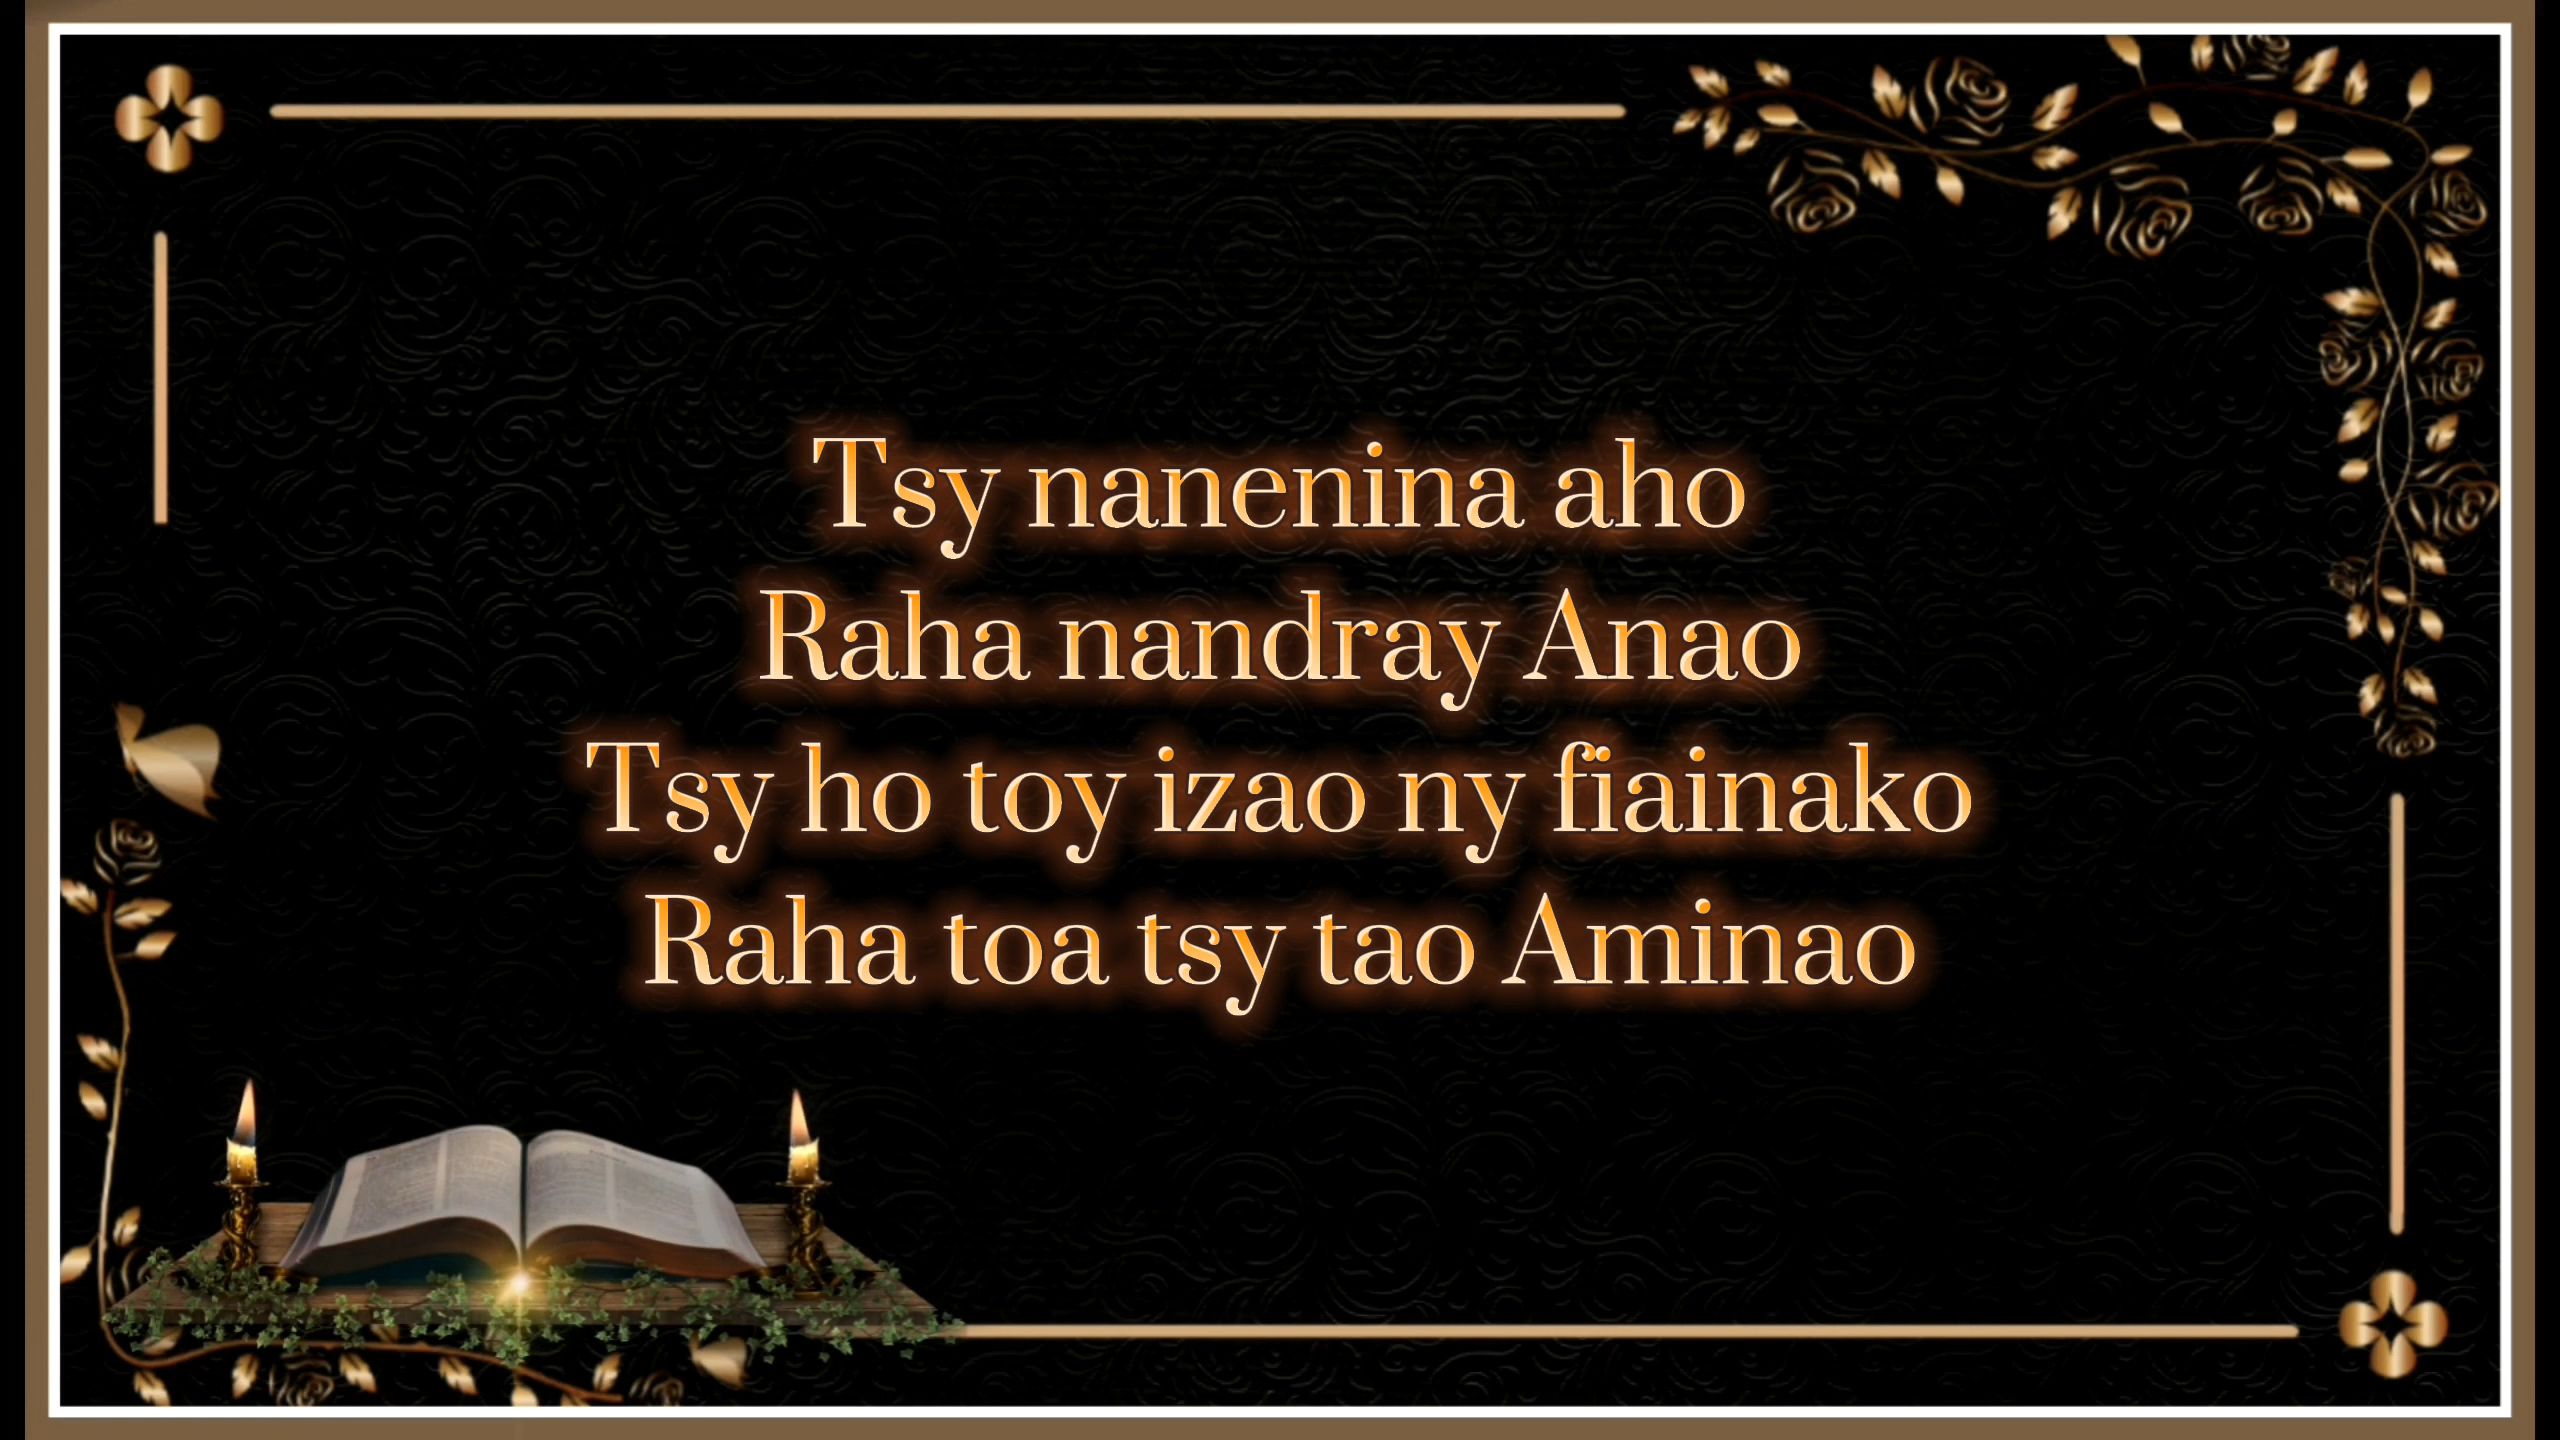 Tsy nanenina aho
Raha nandray Anao
Tsy ho toy izao ny fiainako
Raha toa tsy tao Aminao